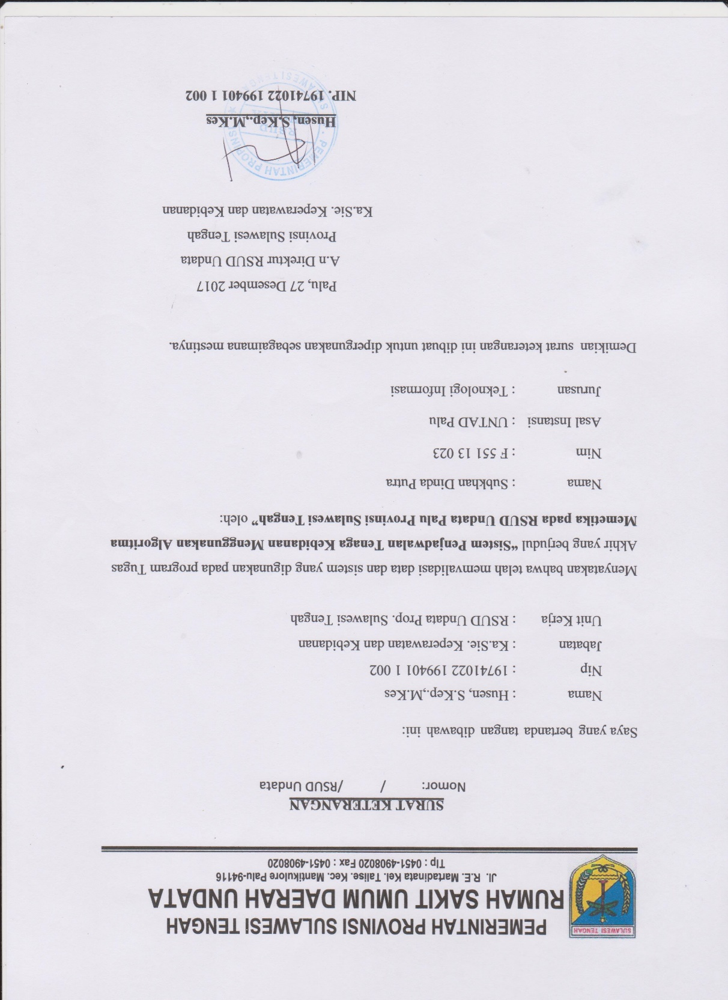 SULAWESI TENGAH
PEMERINTAH PROVINSI SULAWESI TENGAH
RUMAH SAKIT UMUM DAERAH UNDATA
Jl. R.E. Martadinata Kel. Talise. Kec. Mantikulore Palu-94116
Tlp : 0451-4908020 Fax : 0451-4908020
SURAT KETERANGAN
Nomor: / /RSUD Undata
Saya yang bertanda tangan dibawah ini:
Nama : Husen, S.Kep.,M.Kes
Nip : 19741022 199401 1 002
Jabatan : Ka.Sie. Keperawatan dan Kebidanan
Unit Kerja : RSUD Undata Prop. Sulawesi Tengah
Menyatakan bahwa telah memvalidasi data dan sistem yang digunakan pada program Tugas
Akhir yang berjudul “Sistem Penjadwalan Tenaga Kebidanan Menggunakan Algoritma
Memetika pada RSUD Undata Palu Provinsi Sulawesi Tengah” oleh:
Nama : Subkhan Dinda Putra
Nim : F 551 13 023
Asal Instansi : UNTAD Palu
Jurusan : Teknologi Informasi
Demikian surat keterangan ini dibuat untuk dipergunakan sebagaimana mestinya.
Palu, 27 Desember 2017
A.n Direktur RSUD Undata
Provinsi Sulawesi Tengah
Ka.Sie. Keperawatan dan Kebidanan
PEMERINTAH PROPINSI
RSUD
Husen, S.Kep.,M.Kes
NIP. 19741022 199401 1 002